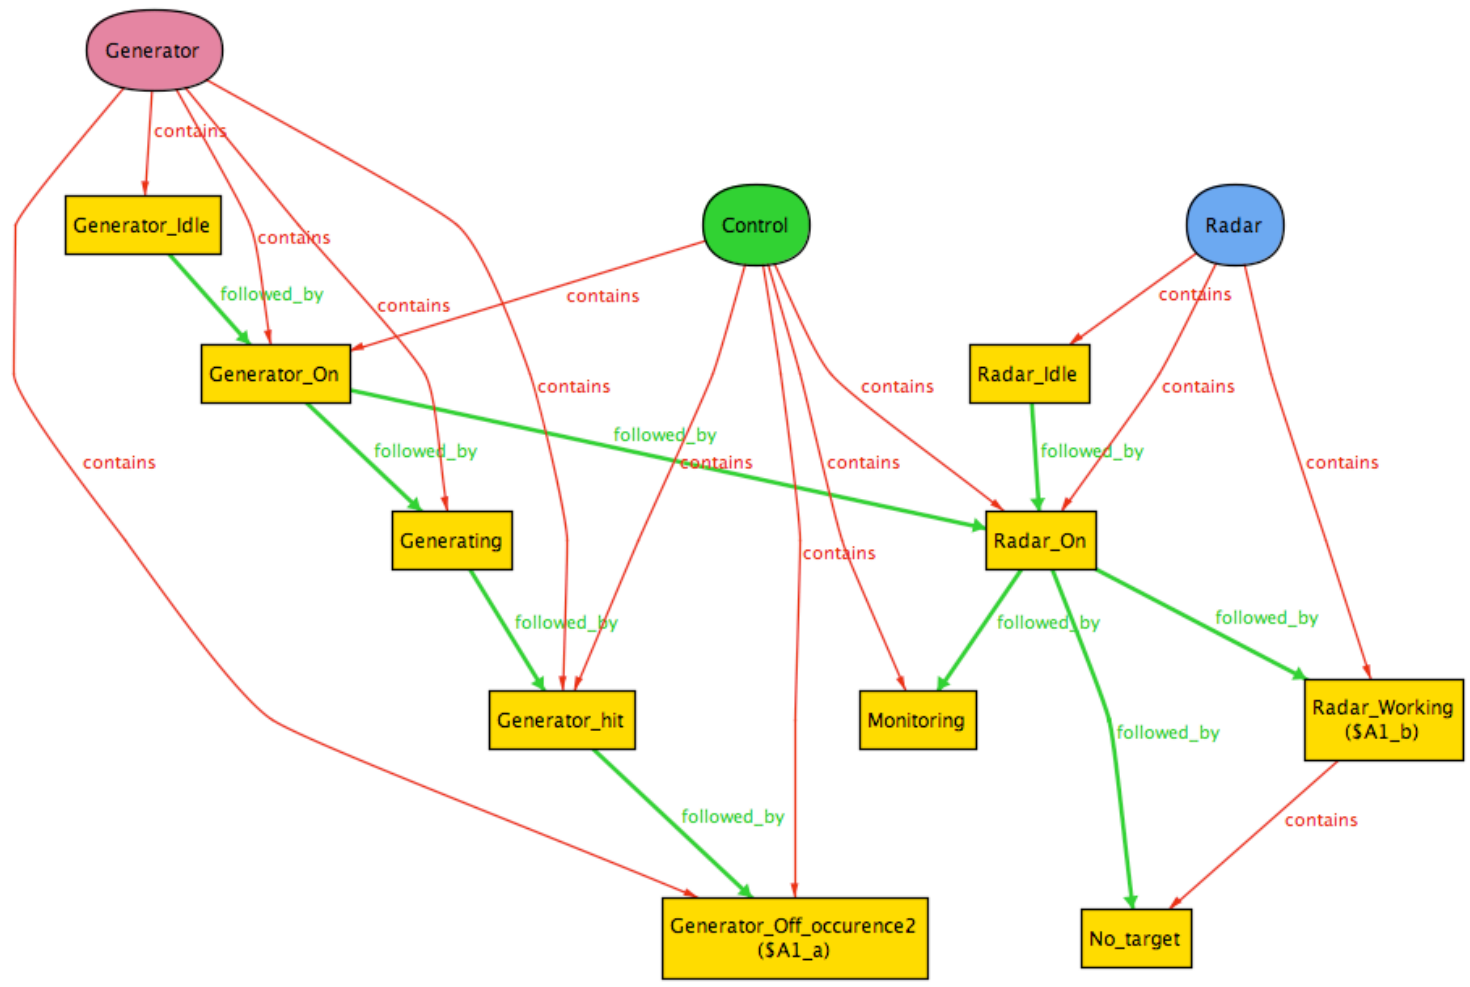 Generator
contains
Generator_Idle
Control
Radar
contains
followed_by
contains
contains
contains
Generator_On
Radar_Idle
contains
contains
contains
followed_by
contains
followed_by
followed_by
contains
contains
contains
Generating
Radar_On
contains
followed_by
followed_by
followed_by
Generator_hit
Monitoring
Radar_Working
($A1_b)
followed_by
followed_by
contains
Generator_Off_occurence2
($A1_a)
No_target